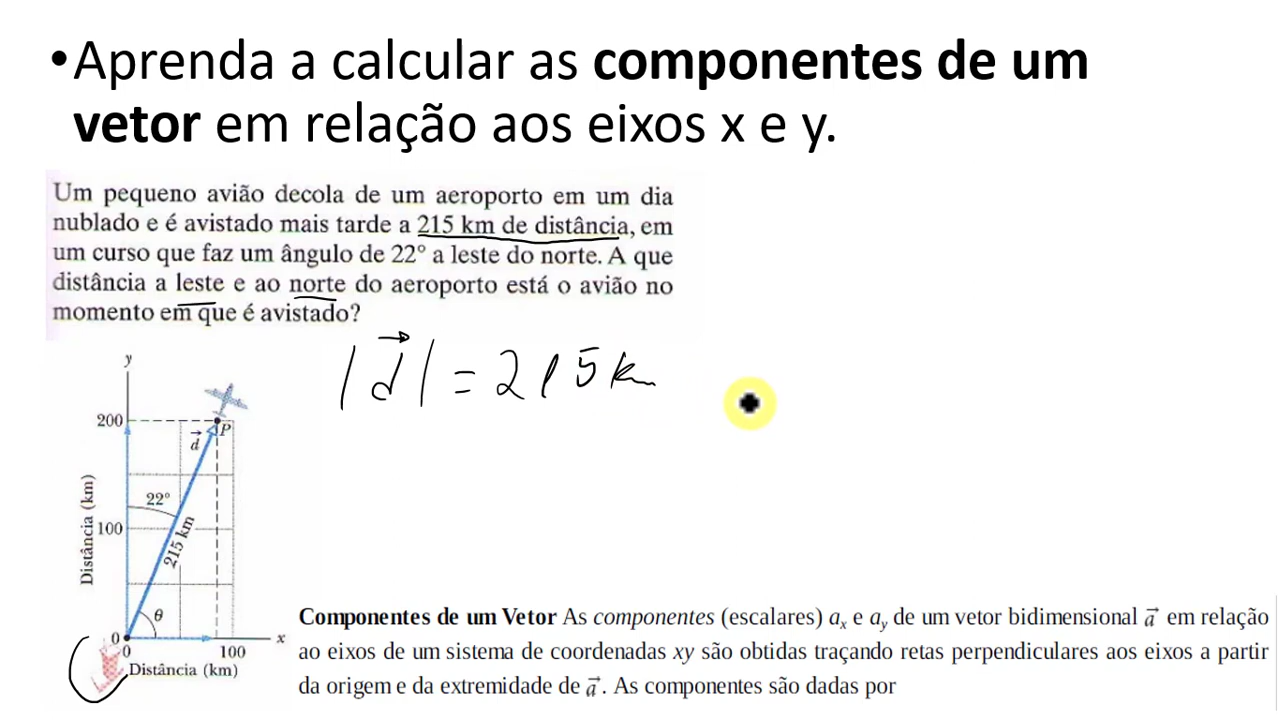 •Aprenda a calcular as componentes de um
vetor em relação aos eixos x e y.
Um pequeno avião decola de um aeroporto em um dia
nublado e é avistado mais tarde a 215 km de distância, em
um curso que faz um ângulo de 22° a leste do norte. A que
distância a leste e ao norte do aeroporto está o avião no
momento em que é avistado?
|d⃗| = 215 km
y
200
P
d⃗
22°
Distância (km)
100
215 km
θ
0
x
0
100
Distância (km)
Componentes de um Vetor As componentes (escalares) aₓ e a_y de um vetor bidimensional a⃗ em relação
ao eixos de um sistema de coordenadas xy são obtidas traçando retas perpendiculares aos eixos a partir
da origem e da extremidade de a⃗. As componentes são dadas por